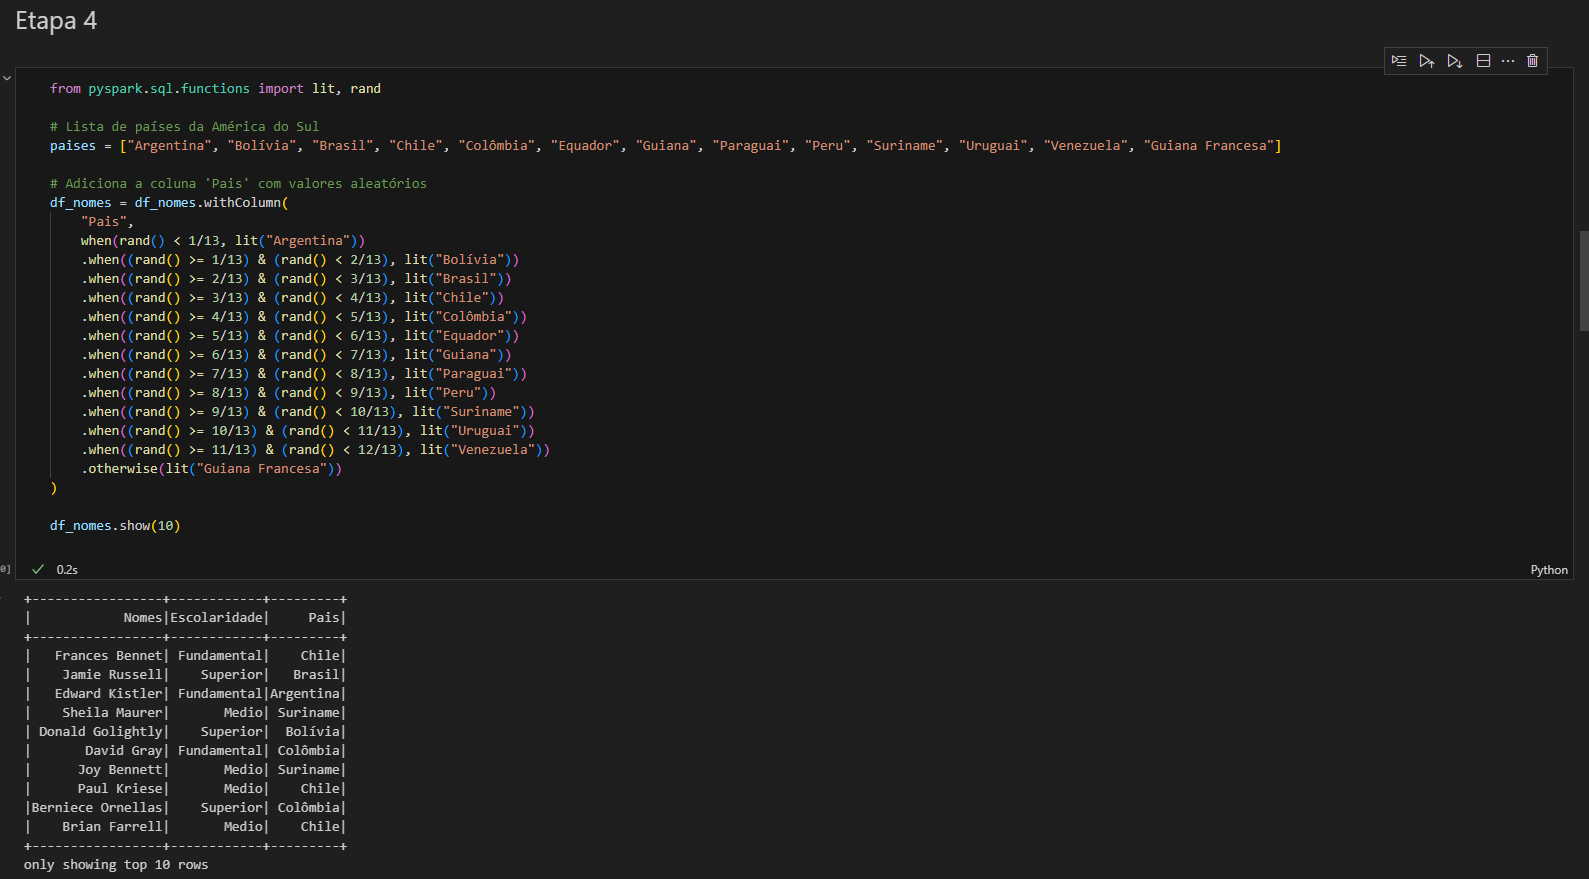 Etapa 4
from pyspark.sql.functions import lit, rand
# Lista de países da América do Sul
paises = ["Argentina", "Bolívia", "Brasil", "Chile", "Colômbia", "Equador", "Guiana", "Paraguai", "Peru", "Suriname", "Uruguai", "Venezuela", "Guiana Francesa"]
# Adiciona a coluna 'Pais' com valores aleatórios
df_nomes = df_nomes.withColumn(
    "Pais",
    when(rand() < 1/13, lit("Argentina"))
    .when((rand() >= 1/13) & (rand() < 2/13), lit("Bolívia"))
    .when((rand() >= 2/13) & (rand() < 3/13), lit("Brasil"))
    .when((rand() >= 3/13) & (rand() < 4/13), lit("Chile"))
    .when((rand() >= 4/13) & (rand() < 5/13), lit("Colômbia"))
    .when((rand() >= 5/13) & (rand() < 6/13), lit("Equador"))
    .when((rand() >= 6/13) & (rand() < 7/13), lit("Guiana"))
    .when((rand() >= 7/13) & (rand() < 8/13), lit("Paraguai"))
    .when((rand() >= 8/13) & (rand() < 9/13), lit("Peru"))
    .when((rand() >= 9/13) & (rand() < 10/13), lit("Suriname"))
    .when((rand() >= 10/13) & (rand() < 11/13), lit("Uruguai"))
    .when((rand() >= 11/13) & (rand() < 12/13), lit("Venezuela"))
    .otherwise(lit("Guiana Francesa"))
)
df_nomes.show(10)
0] ✓ 0.2s Python
+-----------------+------------+---------+
|            Nomes|Escolaridade|     Pais|
+-----------------+------------+---------+
|   Frances Bennet| Fundamental|    Chile|
|    Jamie Russell|    Superior|   Brasil|
|   Edward Kistler| Fundamental|Argentina|
|    Sheila Maurer|       Medio| Suriname|
| Donald Golightly|    Superior|  Bolívia|
|       David Gray| Fundamental| Colômbia|
|      Joy Bennett|       Medio| Suriname|
|      Paul Kriese|       Medio|    Chile|
|Berniece Ornellas|    Superior| Colômbia|
|    Brian Farrell|       Medio|    Chile|
+-----------------+------------+---------+
only showing top 10 rows